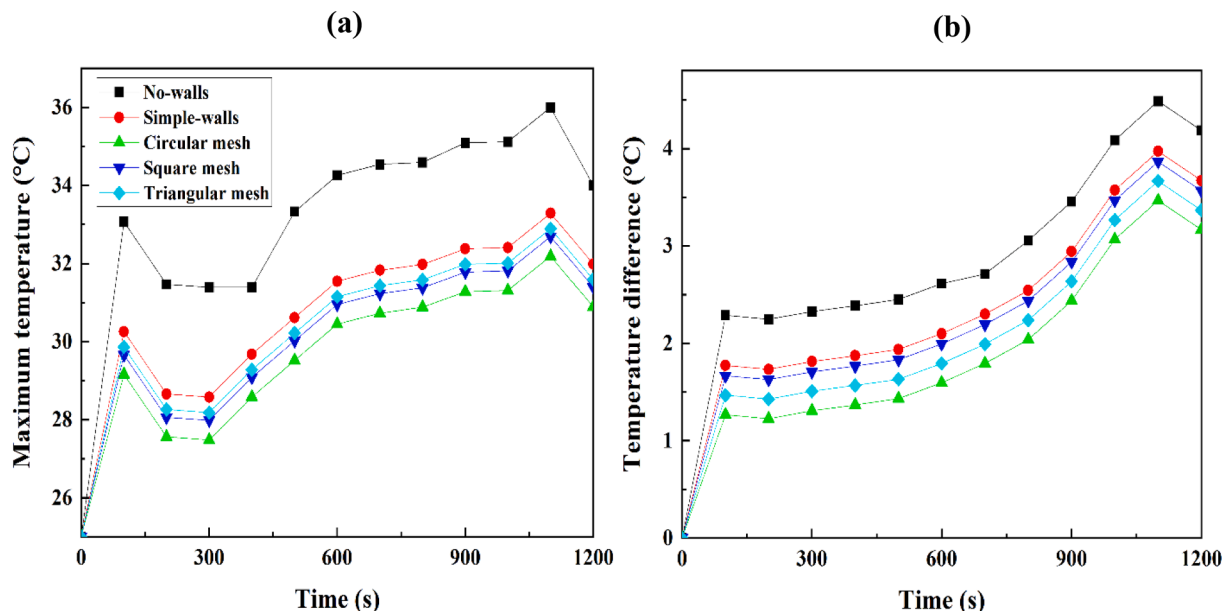 (a)
Maximum temperature (°C)
36
34
32
30
28
26
No-walls
Simple-walls
Circular mesh
Square mesh
Triangular mesh
0 300 600 900 1200
Time (s)
(b)
Temperature difference (°C)
4
3
2
1
0
0 300 600 900 1200
Time (s)